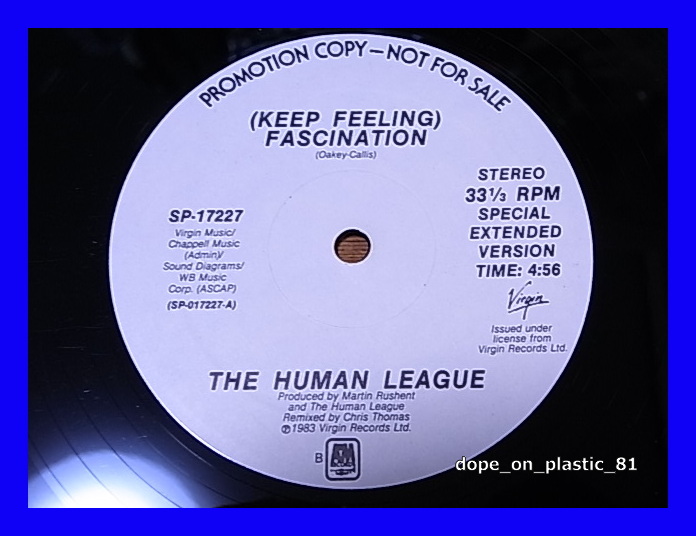 PROMOTION COPY—NOT FOR SALE
(KEEP FEELING)
FASCINATION
(Oakey-Callis)
SP-17227
Virgin Music/
Chappell Music
(Admin)/
Sound Diagrams/
WB Music
Corp. (ASCAP)
(SP-017227-A)
STEREO
33⅓ RPM
SPECIAL
EXTENDED
VERSION
TIME: 4:56
Virgin
Issued under
license from
Virgin Records Ltd.
THE HUMAN LEAGUE
Produced by Martin Rushent
and The Human League
Remixed by Chris Thomas
℗1983 Virgin Records Ltd.
B
A&M
dope_on_plastic_81